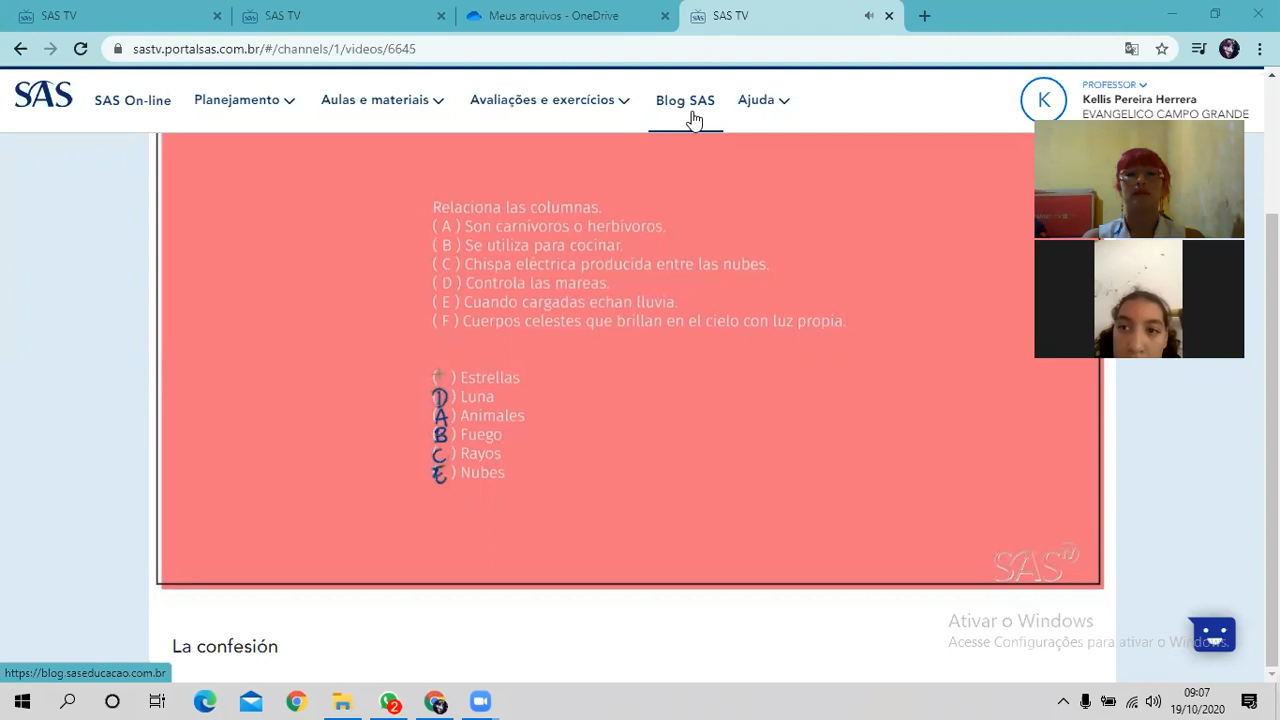 SAS TV
SAS TV
Meus arquivos - OneDrive
SAS TV
sastv.portalsas.com.br/#/channels/1/videos/6645
SAS
SAS On-line
Planejamento
Aulas e materiais
Avaliações e exercícios
Blog SAS
Ajuda
K
PROFESSOR
Kellis Pereira Herrera
EVANGELICO CAMPO GRANDE
Relaciona las columnas.
( A ) Son carnívoros o herbívoros.
( B ) Se utiliza para cocinar.
( C ) Chispa eléctrica producida entre las nubes.
( D ) Controla las mareas.
( E ) Cuando cargadas echan lluvia.
( F ) Cuerpos celestes que brillan en el cielo con luz propia.
( ) Estrellas
(D) Luna
(A) Animales
(B) Fuego
(C) Rayos
(E) Nubes
SAS TV
Ativar o Windows
Acesse Configurações para ativar o Windows.
La confesión
https://blog.saseducacao.com.br
2
09:07
19/10/2020